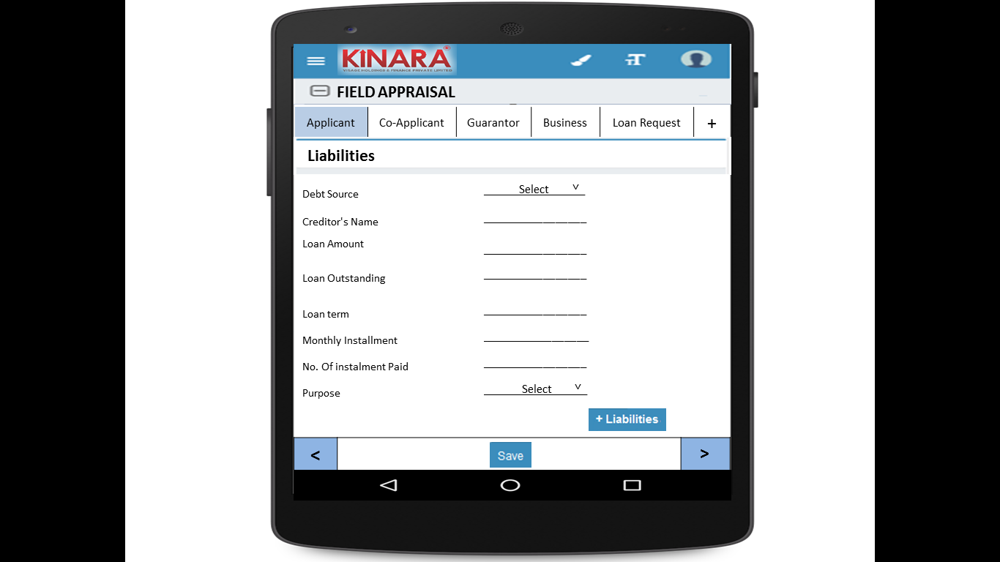 KINARA®
VISAGE HOLDINGS & FINANCE PRIVATE LIMITED
TT
FIELD APPRAISAL
Applicant Co-Applicant Guarantor Business Loan Request +
Liabilities
Debt Source Select v
Creditor's Name
Loan Amount
Loan Outstanding
Loan term
Monthly Installment
No. Of instalment Paid
Purpose Select v
+ Liabilities
< Save >